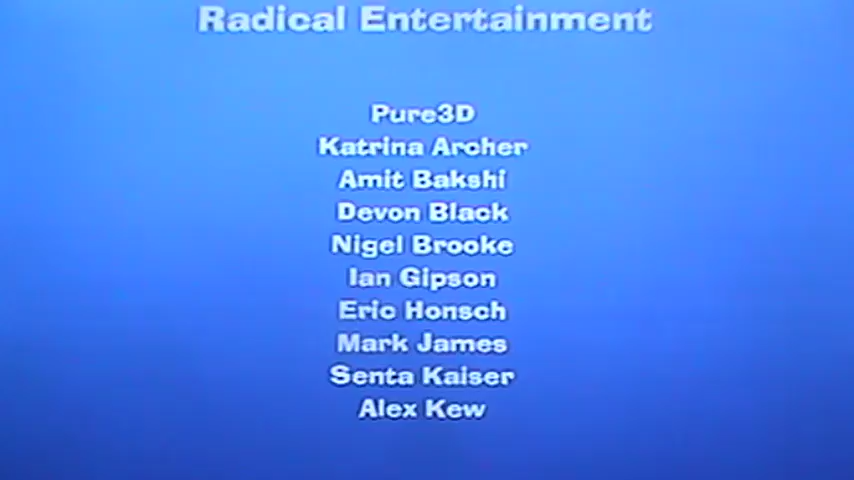 Radical Entertainment
Pure3D
Katrina Archer
Amit Bakshi
Devon Black
Nigel Brooke
Ian Gipson
Eric Honsch
Mark James
Senta Kaiser
Alex Kew